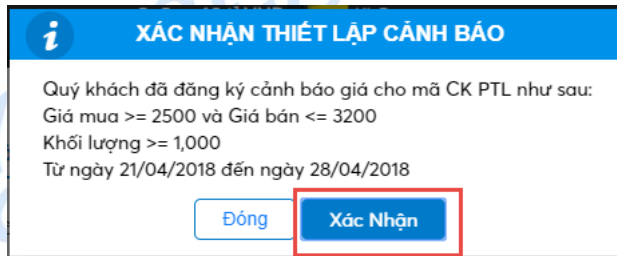 XÁC NHẬN THIẾT LẬP CẢNH BÁO
Quý khách đã đăng ký cảnh báo giá cho mã CK PTL như sau:
Giá mua >= 2500 và Giá bán <= 3200
Khối lượng >= 1,000
Từ ngày 21/04/2018 đến ngày 28/04/2018
Đóng Xác Nhận